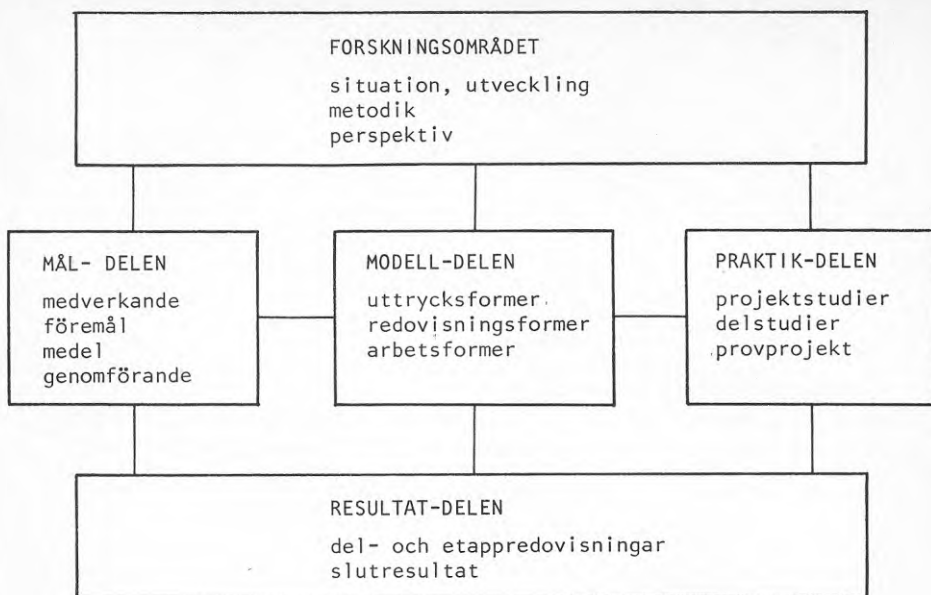 FORSKNINGSOMRÅDET
situation, utveckling
metodik
perspektiv
MÅL- DELEN
medverkande
föremål
medel
genomförande
MODELL-DELEN
uttrycksformer
redovisningsformer
arbetsformer
PRAKTIK-DELEN
projektstudier
delstudier
provprojekt
RESULTAT-DELEN
del- och etappredovisningar
slutresultat